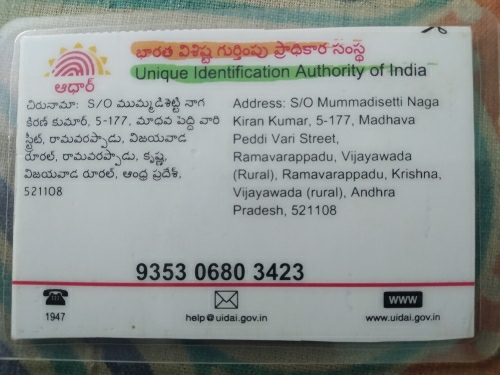 భారత విశిష్ట గుర్తింపు ప్రాధికార సంస్థ
Unique Identification Authority of India
ఆధార్
చిరునామా: S/O ముమ్మడిశెట్టి నాగ
కిరణ్ కుమార్, 5-177, మాధవ పెద్ది వారి
స్ట్రీట్, రామవరప్పాడు, విజయవాడ
రూరల్, రామవరప్పాడు, కృష్ణ,
విజయవాడ రూరల్, ఆంధ్ర ప్రదేశ్,
521108
Address: S/O Mummadisetti Naga
Kiran Kumar, 5-177, Madhava
Peddi Vari Street,
Ramavarappadu, Vijayawada
(Rural), Ramavarappadu, Krishna,
Vijayawada (rural), Andhra
Pradesh, 521108
9353 0680 3423
1947
help@uidai.gov.in
www
www.uidai.gov.in